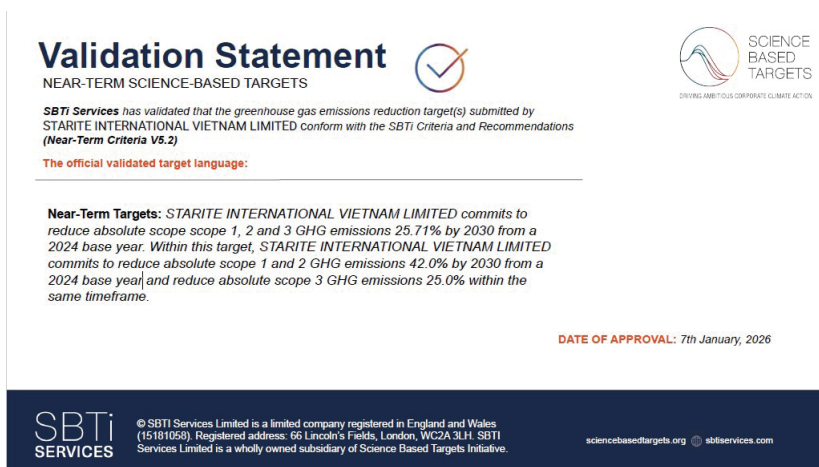 Validation Statement
NEAR-TERM SCIENCE-BASED TARGETS
SCIENCE
BASED
TARGETS
DRIVING AMBITIOUS CORPORATE CLIMATE ACTION
SBTi Services has validated that the greenhouse gas emissions reduction target(s) submitted by
STARITE INTERNATIONAL VIETNAM LIMITED conform with the SBTi Criteria and Recommendations
(Near-Term Criteria V5.2)
The official validated target language:
Near-Term Targets: STARITE INTERNATIONAL VIETNAM LIMITED commits to
reduce absolute scope scope 1, 2 and 3 GHG emissions 25.71% by 2030 from a
2024 base year. Within this target, STARITE INTERNATIONAL VIETNAM LIMITED
commits to reduce absolute scope 1 and 2 GHG emissions 42.0% by 2030 from a
2024 base year and reduce absolute scope 3 GHG emissions 25.0% within the
same timeframe.
DATE OF APPROVAL: 7th January, 2026
SBTi
SERVICES
© SBTI Services Limited is a limited company registered in England and Wales
(15181058). Registered address: 66 Lincoln's Fields, London, WC2A 3LH. SBTI
Services Limited is a wholly owned subsidiary of Science Based Targets Initiative.
sciencebasedtargets.org sbtiservices.com